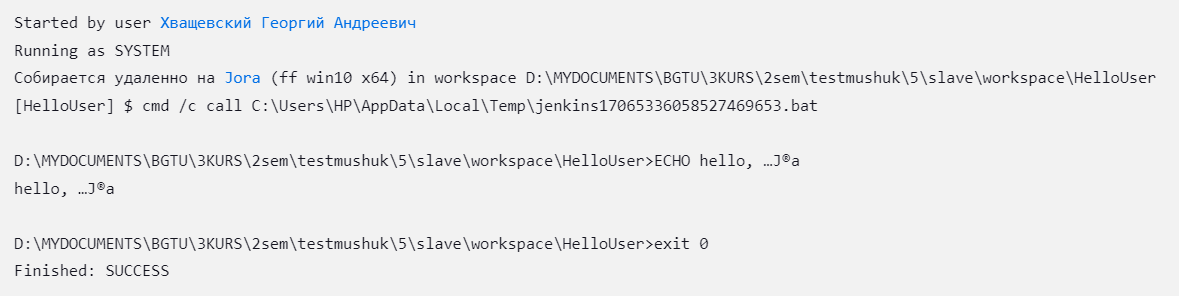 Started by user Хващевский Георгий Андреевич
Running as SYSTEM
Собирается удаленно на Jora (ff win10 x64) in workspace D:\MYDOCUMENTS\BGTU\3KURS\2sem\testmushuk\5\slave\workspace\HelloUser
[HelloUser] $ cmd /c call C:\Users\HP\AppData\Local\Temp\jenkins17065336058527469653.bat
D:\MYDOCUMENTS\BGTU\3KURS\2sem\testmushuk\5\slave\workspace\HelloUser>ECHO hello, …J®a
hello, …J®a
D:\MYDOCUMENTS\BGTU\3KURS\2sem\testmushuk\5\slave\workspace\HelloUser>exit 0
Finished: SUCCESS